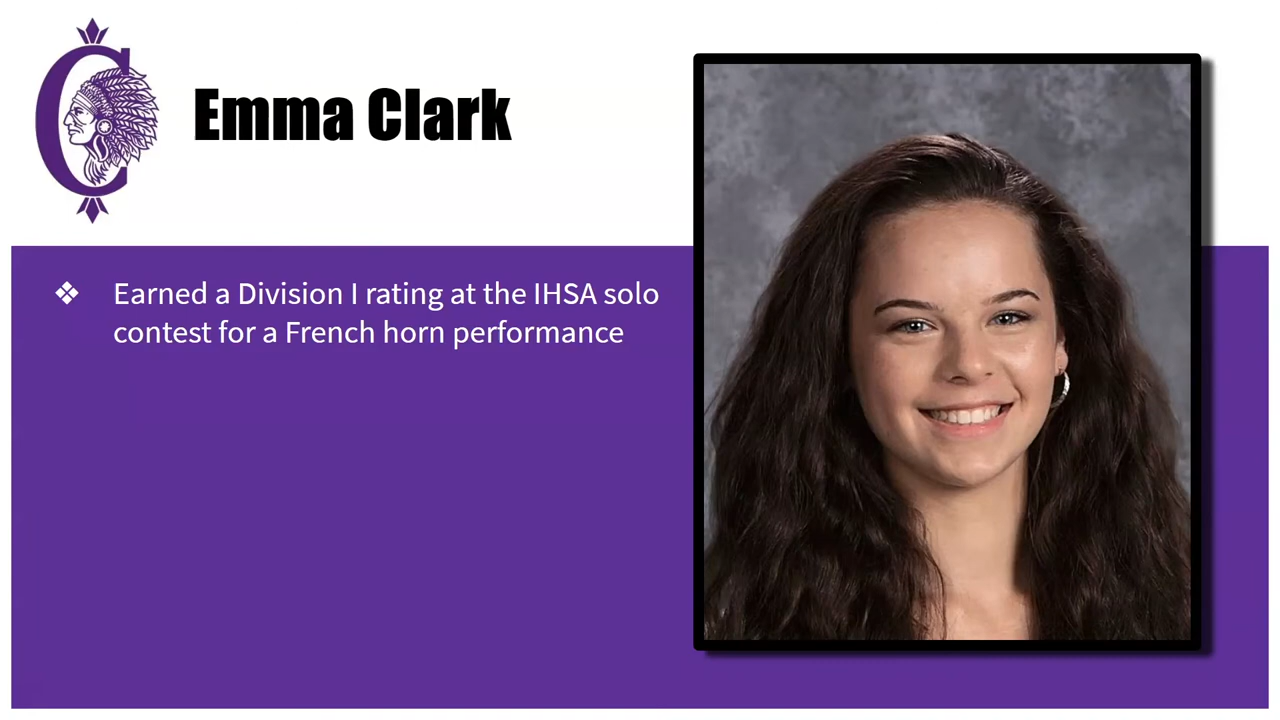 C
Emma Clark
❖ Earned a Division I rating at the IHSA solo
contest for a French horn performance